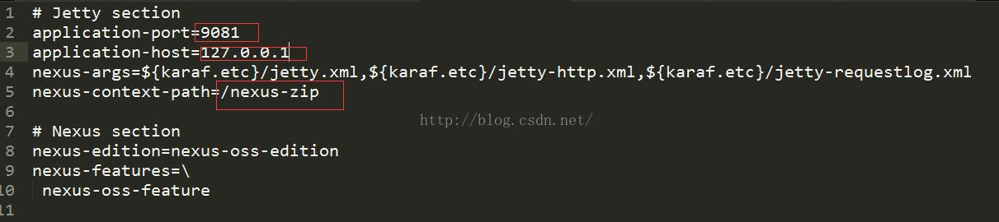 1 # Jetty section
2 application-port=9081
3 application-host=127.0.0.1
4 nexus-args=${karaf.etc}/jetty.xml,${karaf.etc}/jetty-http.xml,${karaf.etc}/jetty-requestlog.xml
5 nexus-context-path=/nexus-zip
6
http://blog.csdn.net/
7 # Nexus section
8 nexus-edition=nexus-oss-edition
9 nexus-features=\
10 nexus-oss-feature
11